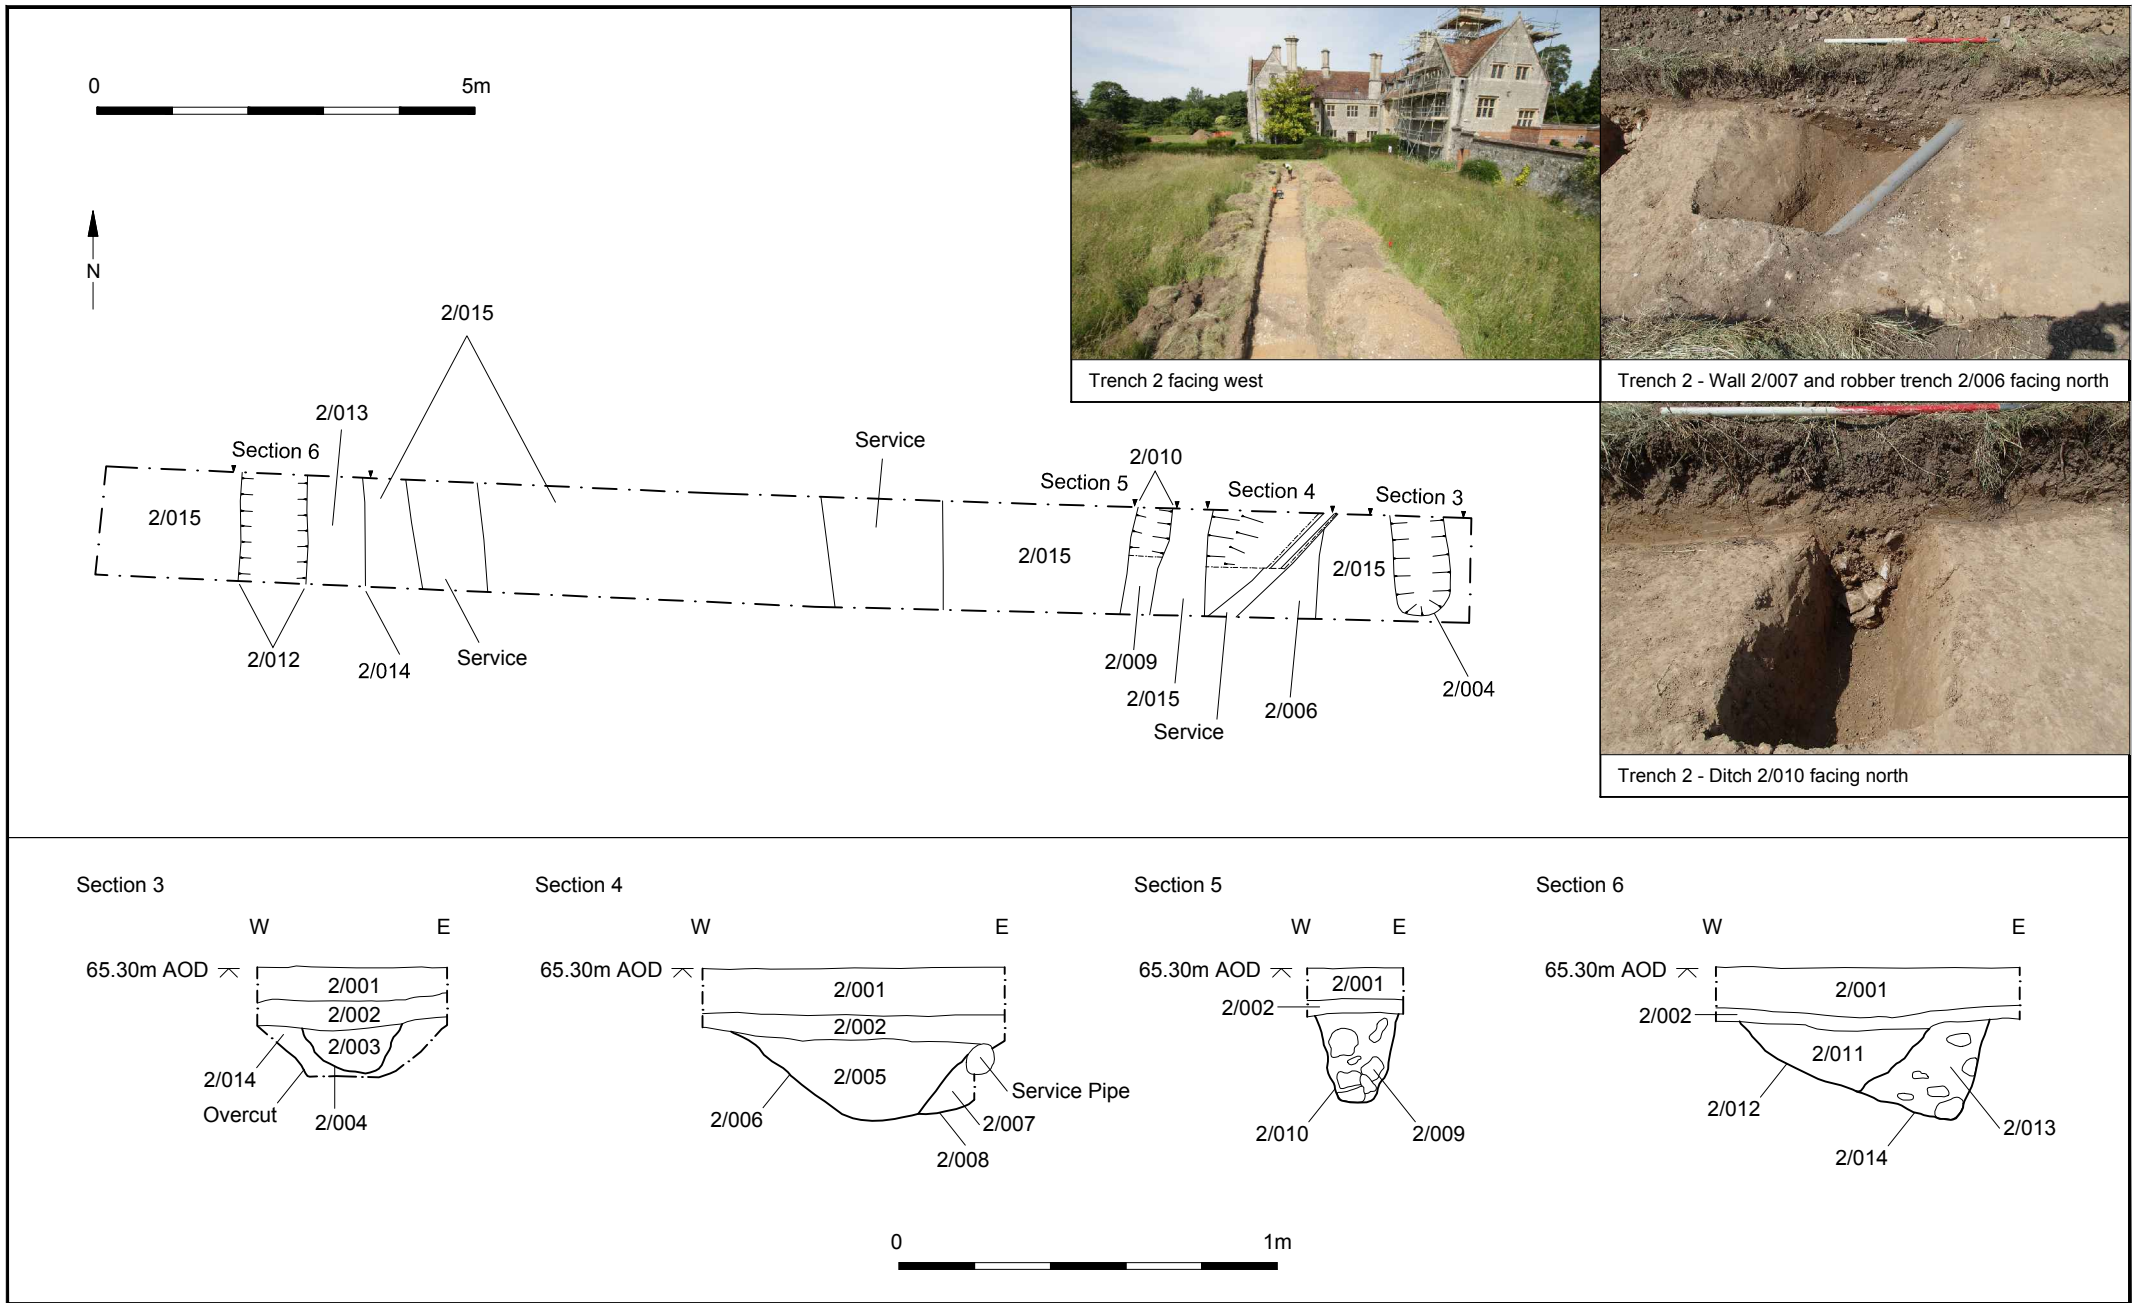 0 5m
N
Trench 2 facing west
Trench 2 - Wall 2/007 and robber trench 2/006 facing north
Trench 2 - Ditch 2/010 facing north
2/015
2/013
Section 6
Service
2/010
Section 5
Section 4
Section 3
2/015
2/015
2/015
2/012
2/014
Service
2/009
2/015
Service
2/006
2/004
Section 3
W E
65.30m AOD
2/001
2/002
2/003
2/014
Overcut
2/004
Section 4
W E
65.30m AOD
2/001
2/002
2/005
Service Pipe
2/006
2/007
2/008
Section 5
W E
65.30m AOD
2/001
2/002
2/010
2/009
Section 6
W E
65.30m AOD
2/001
2/002
2/011
2/012
2/013
2/014
0 1m